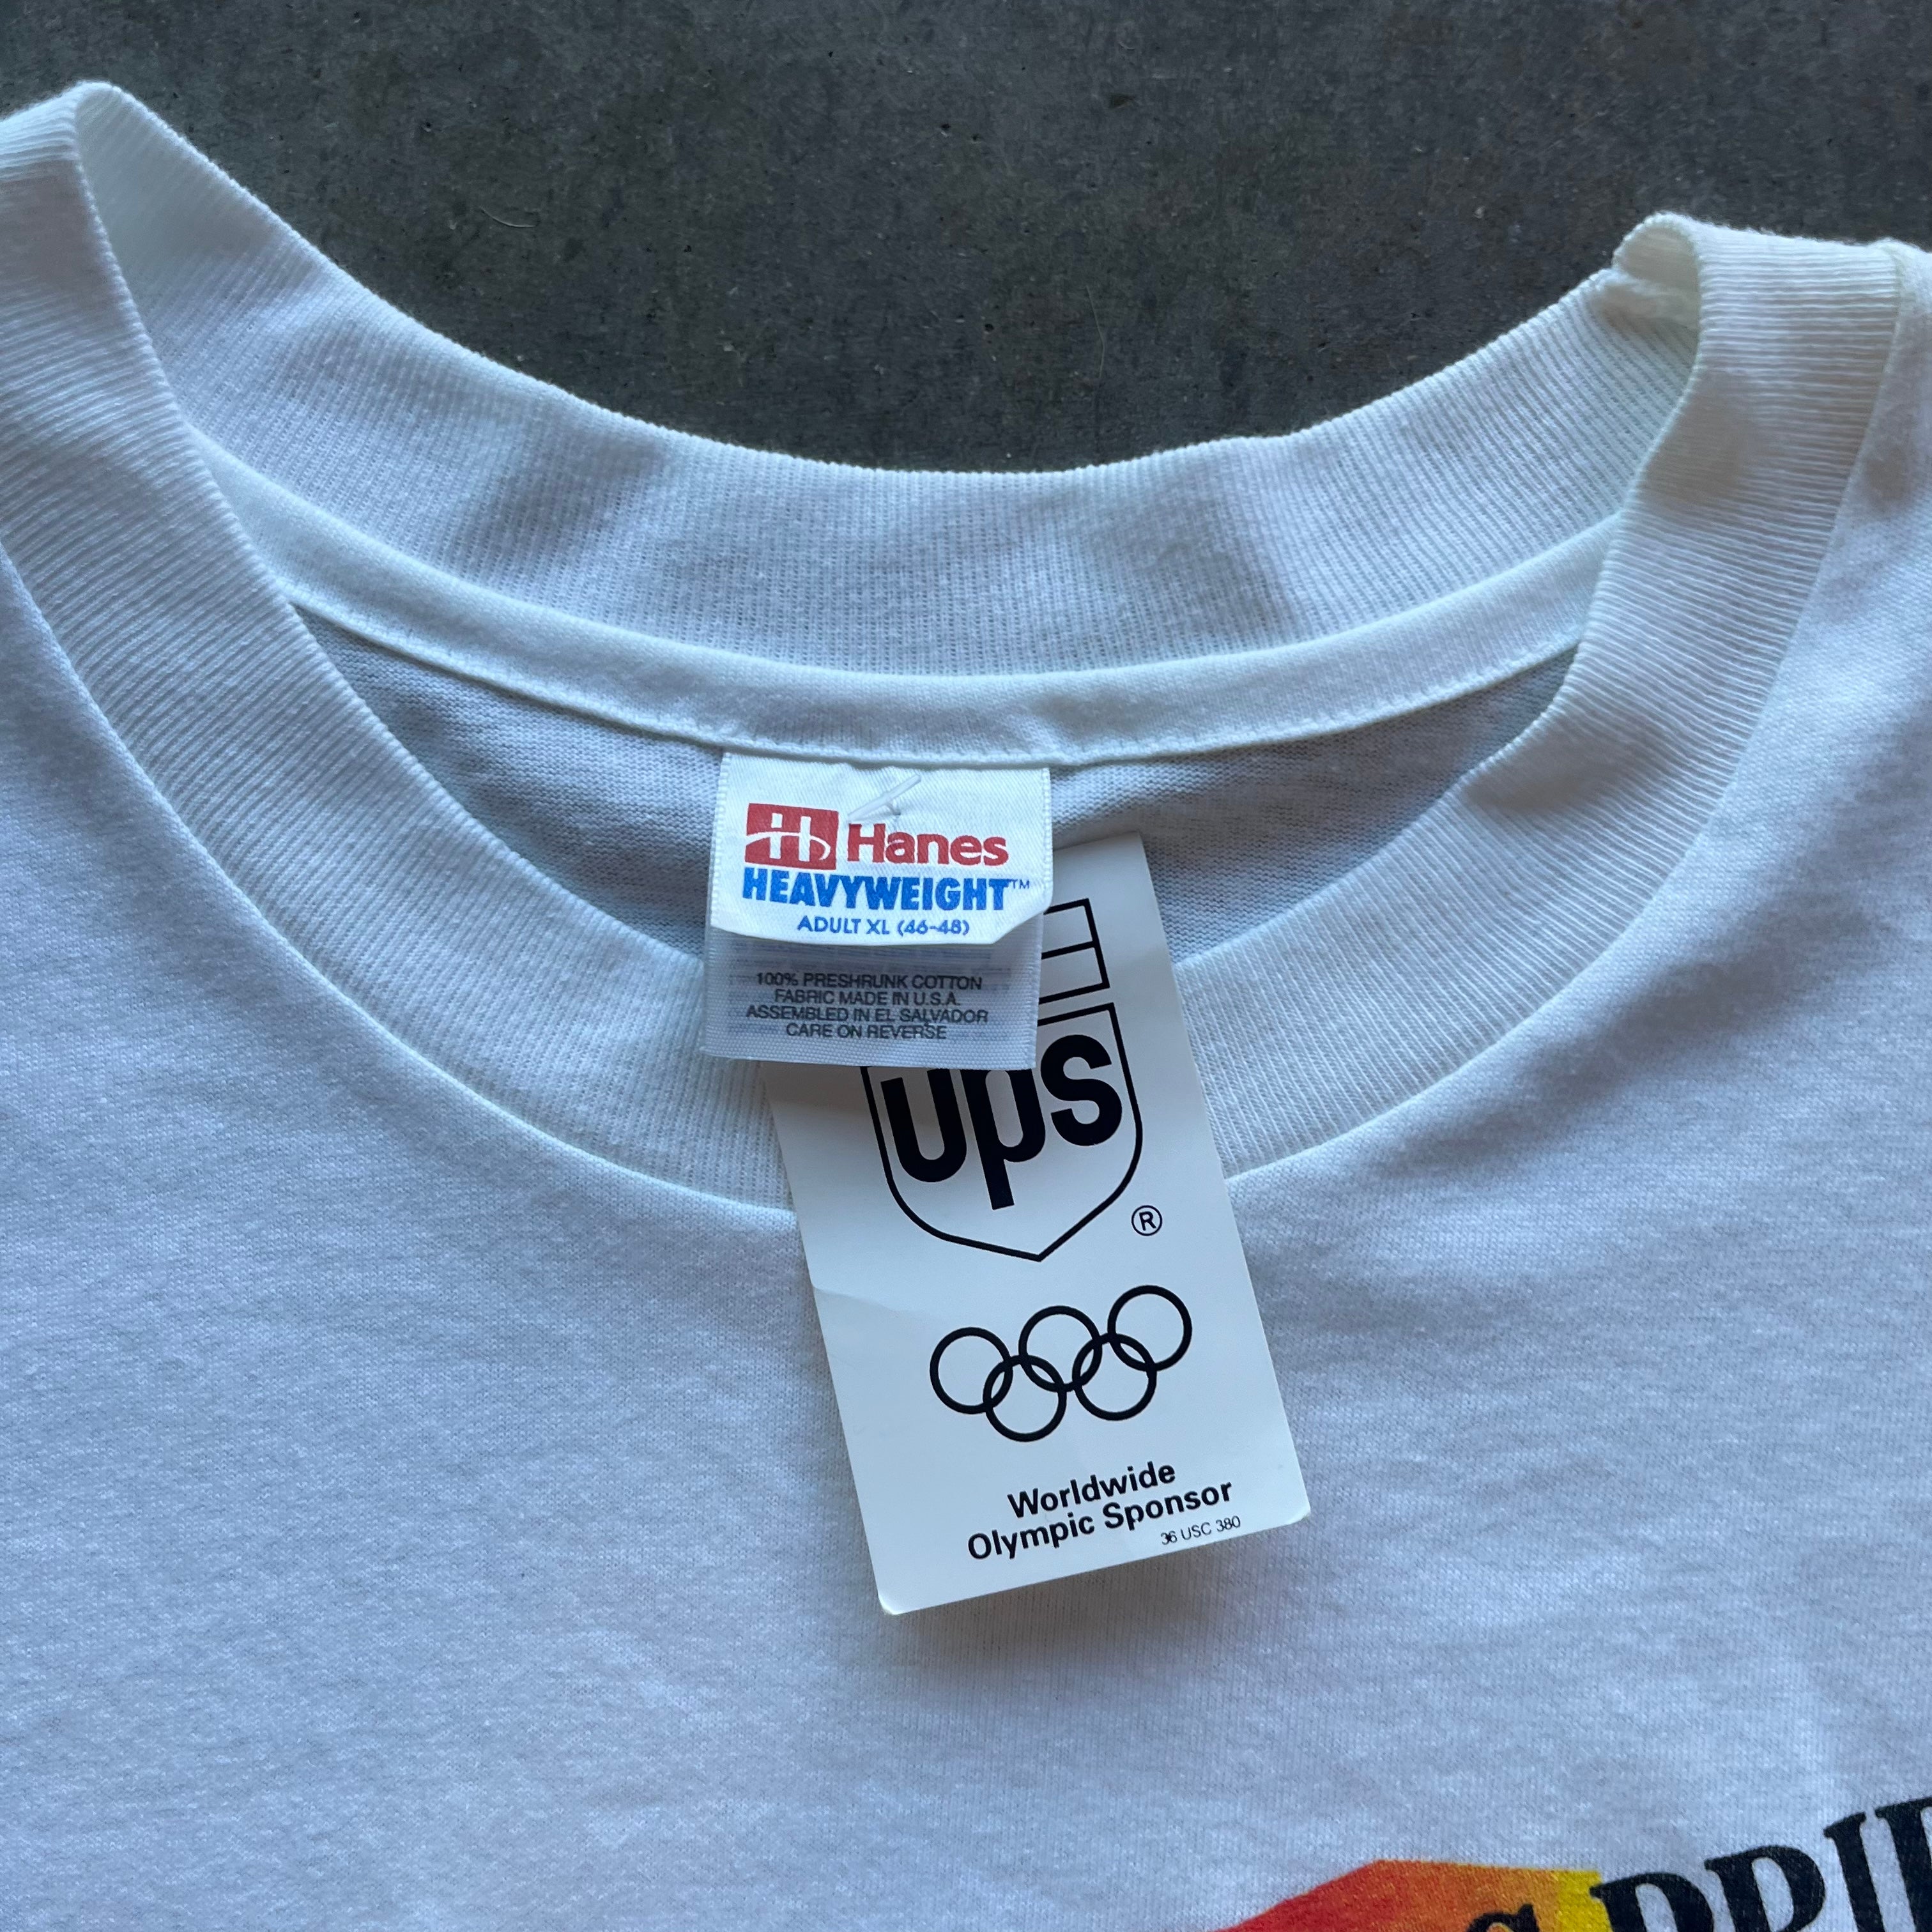 Hanes
HEAVYWEIGHT™
ADULT XL (46-48)
100% PRESHRUNK COTTON
FABRIC MADE IN U.S.A.
ASSEMBLED IN EL SALVADOR
CARE ON REVERSE
ups
®
Worldwide
Olympic Sponsor
36 USC 380